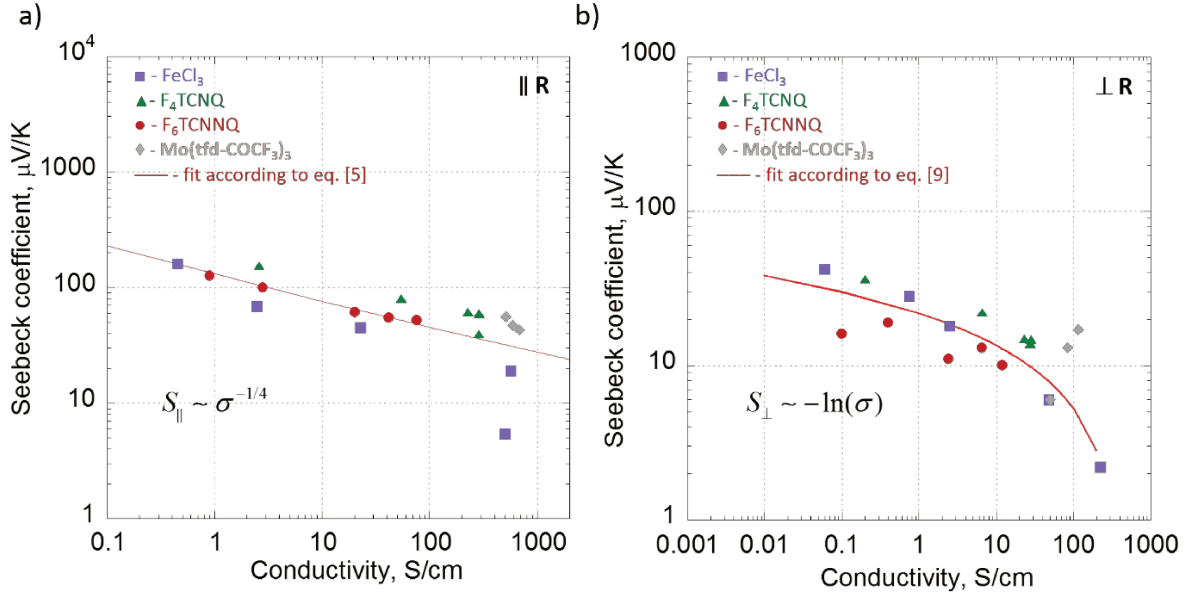 a)
10⁴
1000
100
10
1
Seebeck coefficient, μV/K
- FeCl₃
- F₄TCNQ
- F₆TCNNQ
- Mo(tfd-COCF₃)₃
- fit according to eq. [5]
∥ R
S∥ ~ σ⁻¹/⁴
0.1 1 10 100 1000
Conductivity, S/cm
b)
1000
100
10
1
Seebeck coefficient, μV/K
- FeCl₃
- F₄TCNQ
- F₆TCNNQ
- Mo(tfd-COCF₃)₃
- fit according to eq. [9]
⊥ R
S⊥ ~ −ln(σ)
0.001 0.01 0.1 1 10 100 1000
Conductivity, S/cm